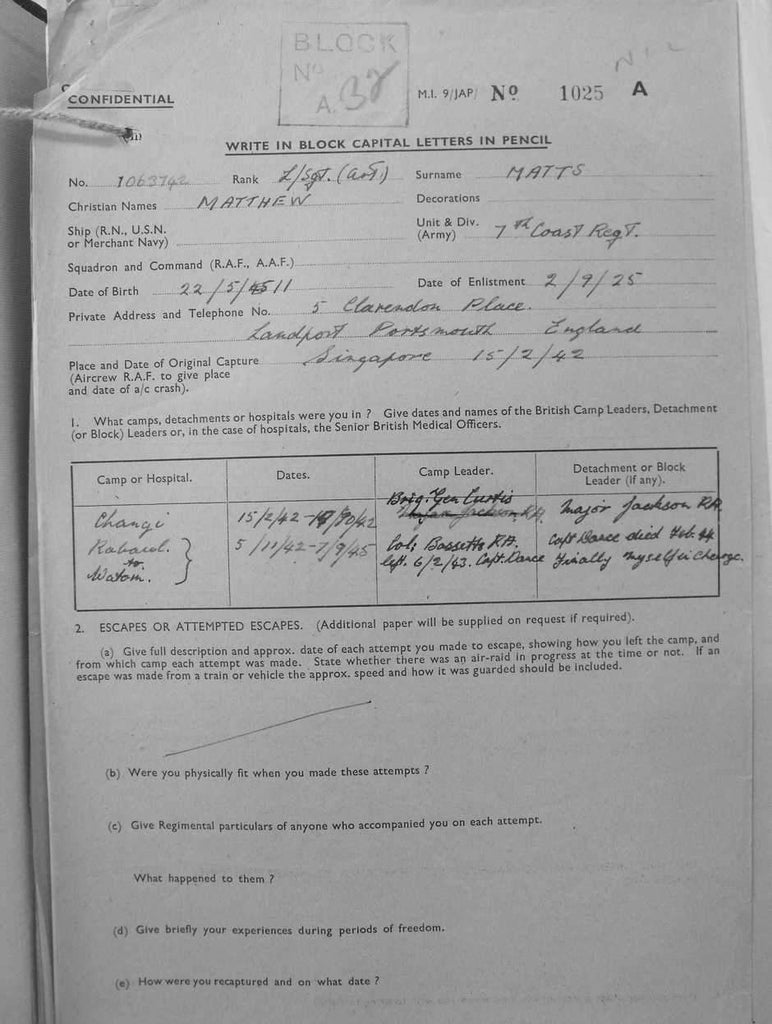 BLOCK
No
A.
CONFIDENTIAL
M.I. 9/JAP/ No 1025 A
WRITE IN BLOCK CAPITAL LETTERS IN PENCIL
No. 1063742 Rank L/Sgt. (Art.) Surname MATTS
Christian Names MATTHEW Decorations
Ship (R.N., U.S.N. or Merchant Navy) Unit & Div. (Army) 7th Coast Regt.
Squadron and Command (R.A.F., A.A.F.)
Date of Birth 22/5/11 Date of Enlistment 2/9/25
Private Address and Telephone No. 5 Clarendon Place.
Landport Portsmouth England
Place and Date of Original Capture Singapore 15/2/42
(Aircrew R.A.F. to give place
and date of a/c crash).
1. What camps, detachments or hospitals were you in ? Give dates and names of the British Camp Leaders, Detachment
(or Block) Leaders or, in the case of hospitals, the Senior British Medical Officers.
Camp or Hospital. Dates. Camp Leader. Detachment or Block Leader (if any).
Brig. Gen Curtis
Changi 15/2/42 - /10/42 Major Jackson RA Major Jackson RA
Rabaul. 5/11/42-7/9/45 Col; Bassetts RA. Capt Dance died Feb. 44
to left. 6/2/43. Capt. Dance Finally myself in Charge.
Watom.
2. ESCAPES OR ATTEMPTED ESCAPES. (Additional paper will be supplied on request if required).
(a) Give full description and approx. date of each attempt you made to escape, showing how you left the camp, and
from which camp each attempt was made. State whether there was an air-raid in progress at the time or not. If an
escape was made from a train or vehicle the approx. speed and how it was guarded should be included.
(b) Were you physically fit when you made these attempts ?
(c) Give Regimental particulars of anyone who accompanied you on each attempt.
What happened to them ?
(d) Give briefly your experiences during periods of freedom.
(e) How were you recaptured and on what date ?